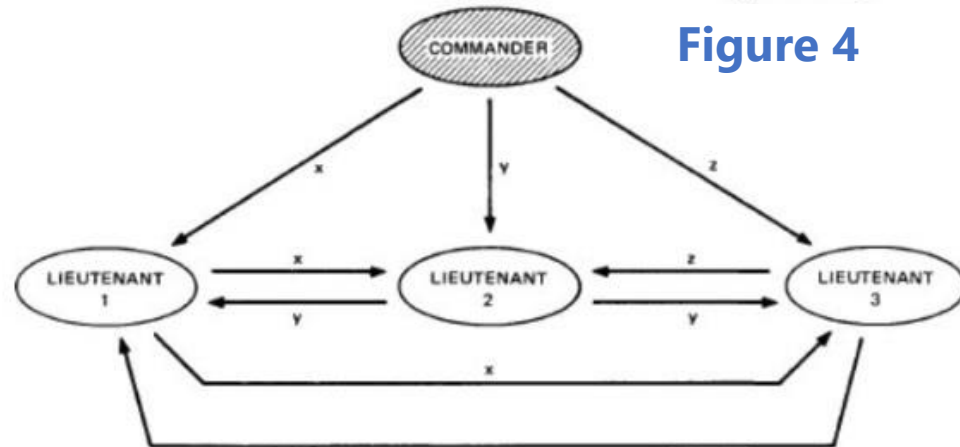 COMMANDER
Figure 4
x
y
z
LIEUTENANT
1
x
y
LIEUTENANT
2
z
y
LIEUTENANT
3
x